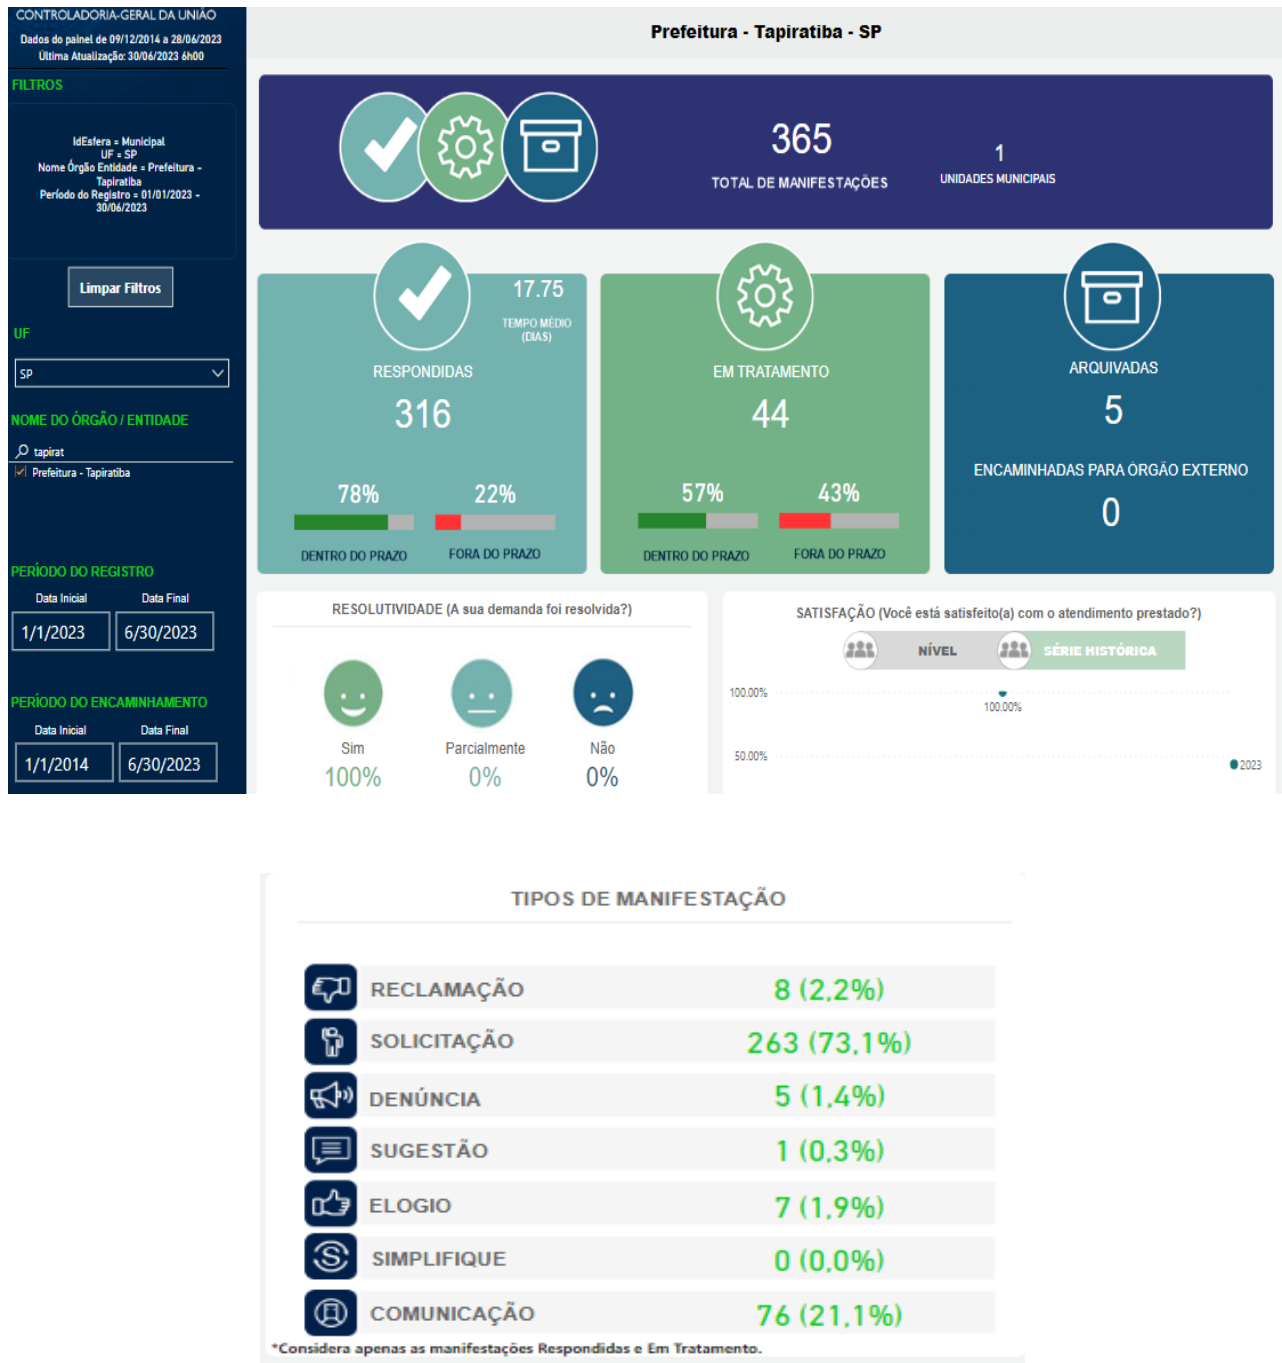 CONTROLADORIA-GERAL DA UNIÃO
Dados do painel de 09/12/2014 a 28/06/2023
Última Atualização: 30/06/2023 6h00
FILTROS
IdEsfera = Municipal
UF = SP
Nome Órgão Entidade = Prefeitura -
Tapiratiba
Período do Registro = 01/01/2023 -
30/06/2023
Limpar Filtros
UF
SP
NOME DO ÓRGÃO / ENTIDADE
tapirat
Prefeitura - Tapiratiba
PERÍODO DO REGISTRO
Data Inicial Data Final
1/1/2023 6/30/2023
PERÍODO DO ENCAMINHAMENTO
Data Inicial Data Final
1/1/2014 6/30/2023
Prefeitura - Tapiratiba - SP
365
TOTAL DE MANIFESTAÇÕES
1
UNIDADES MUNICIPAIS
17.75
TEMPO MÉDIO
(DIAS)
RESPONDIDAS
316
78% 22%
DENTRO DO PRAZO FORA DO PRAZO
EM TRATAMENTO
44
57% 43%
DENTRO DO PRAZO FORA DO PRAZO
ARQUIVADAS
5
ENCAMINHADAS PARA ÓRGÃO EXTERNO
0
RESOLUTIVIDADE (A sua demanda foi resolvida?)
Sim Parcialmente Não
100% 0% 0%
SATISFAÇÃO (Você está satisfeito(a) com o atendimento prestado?)
NÍVEL SÉRIE HISTÓRICA
100.00%
100.00%
50.00%
2023
TIPOS DE MANIFESTAÇÃO
RECLAMAÇÃO 8 (2,2%)
SOLICITAÇÃO 263 (73,1%)
DENÚNCIA 5 (1,4%)
SUGESTÃO 1 (0,3%)
ELOGIO 7 (1,9%)
SIMPLIFIQUE 0 (0,0%)
COMUNICAÇÃO 76 (21,1%)
*Considera apenas as manifestações Respondidas e Em Tratamento.